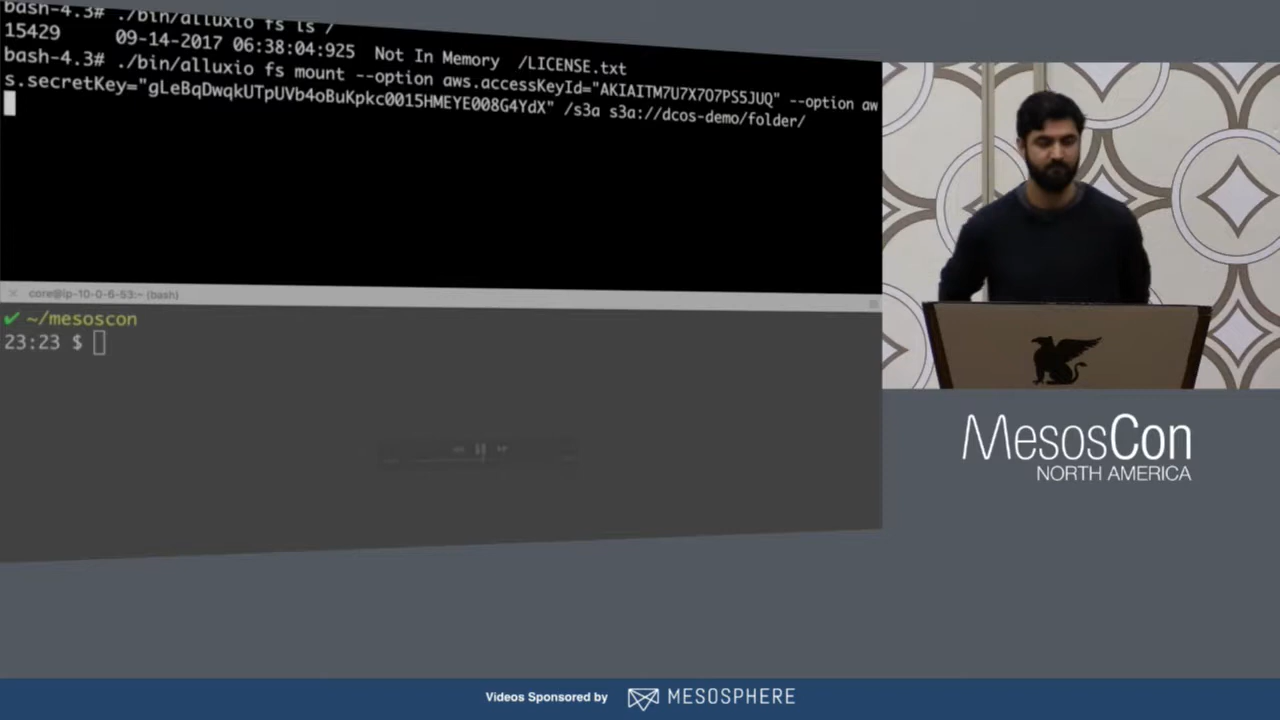 bash-4.3# ./bin/alluxio fs ls /
15429 09-14-2017 06:38:04:925 Not In Memory /LICENSE.txt
bash-4.3# ./bin/alluxio fs mount --option aws.accessKeyId="[redacted]" --option aw
s.secretKey="[redacted]" /s3a s3a://dcos-demo/folder/
core@ip-10-0-6-53:~ (bash)
✔ ~/mesoscon
23:23 $
MesosCon
NORTH AMERICA
Videos Sponsored by MESOSPHERE